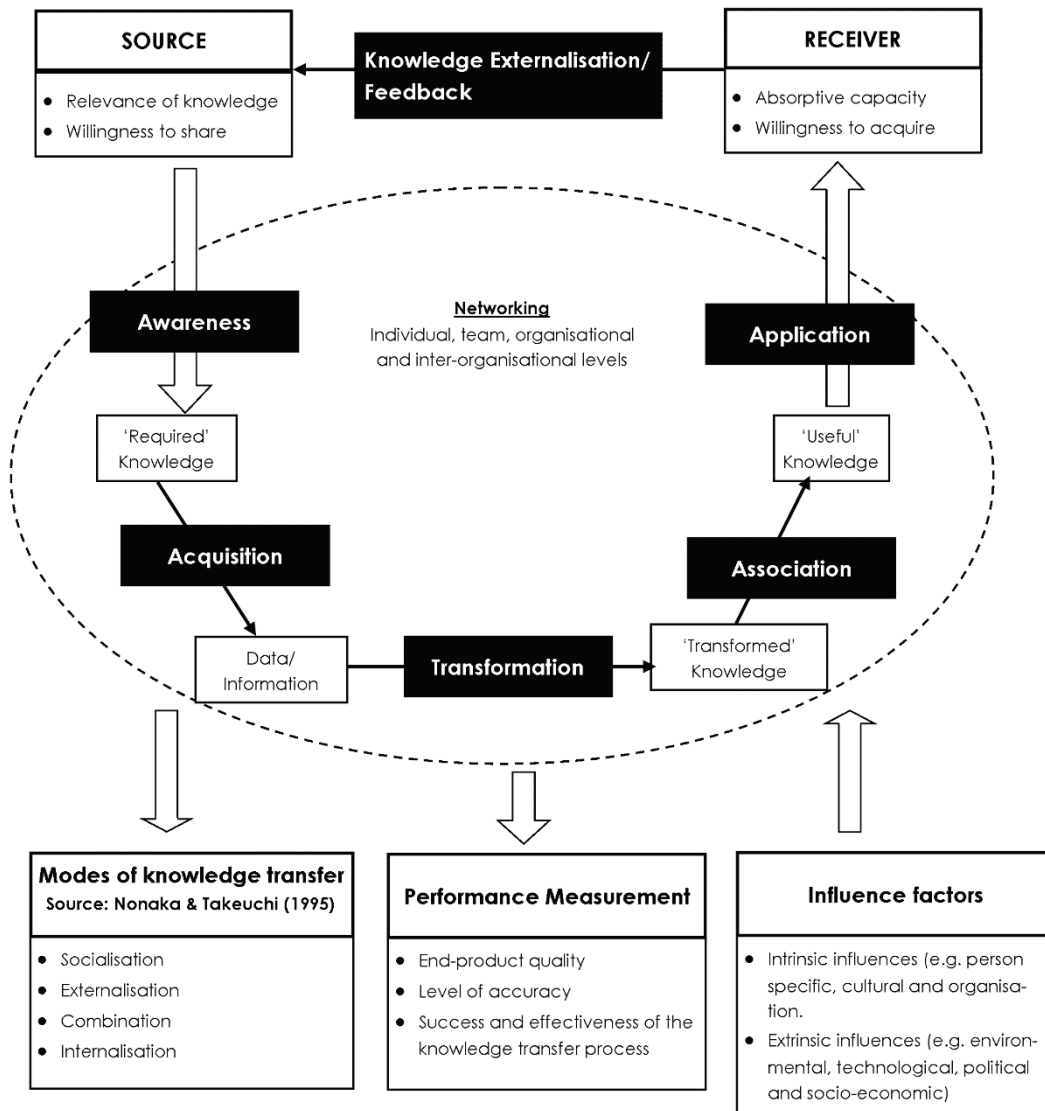 SOURCE
• Relevance of knowledge
• Willingness to share
Knowledge Externalisation/
Feedback
RECEIVER
• Absorptive capacity
• Willingness to acquire
Awareness
Networking
Individual, team, organisational
and inter-organisational levels
Application
‘Required’
Knowledge
‘Useful’
Knowledge
Acquisition
Association
Data/
Information
Transformation
‘Transformed’
Knowledge
Modes of knowledge transfer
Source: Nonaka & Takeuchi (1995)
• Socialisation
• Externalisation
• Combination
• Internalisation
Performance Measurement
• End-product quality
• Level of accuracy
• Success and effectiveness of the
knowledge transfer process
Influence factors
• Intrinsic influences (e.g. person
specific, cultural and organisa-
tion.
• Extrinsic influences (e.g. environ-
mental, technological, political
and socio-economic)